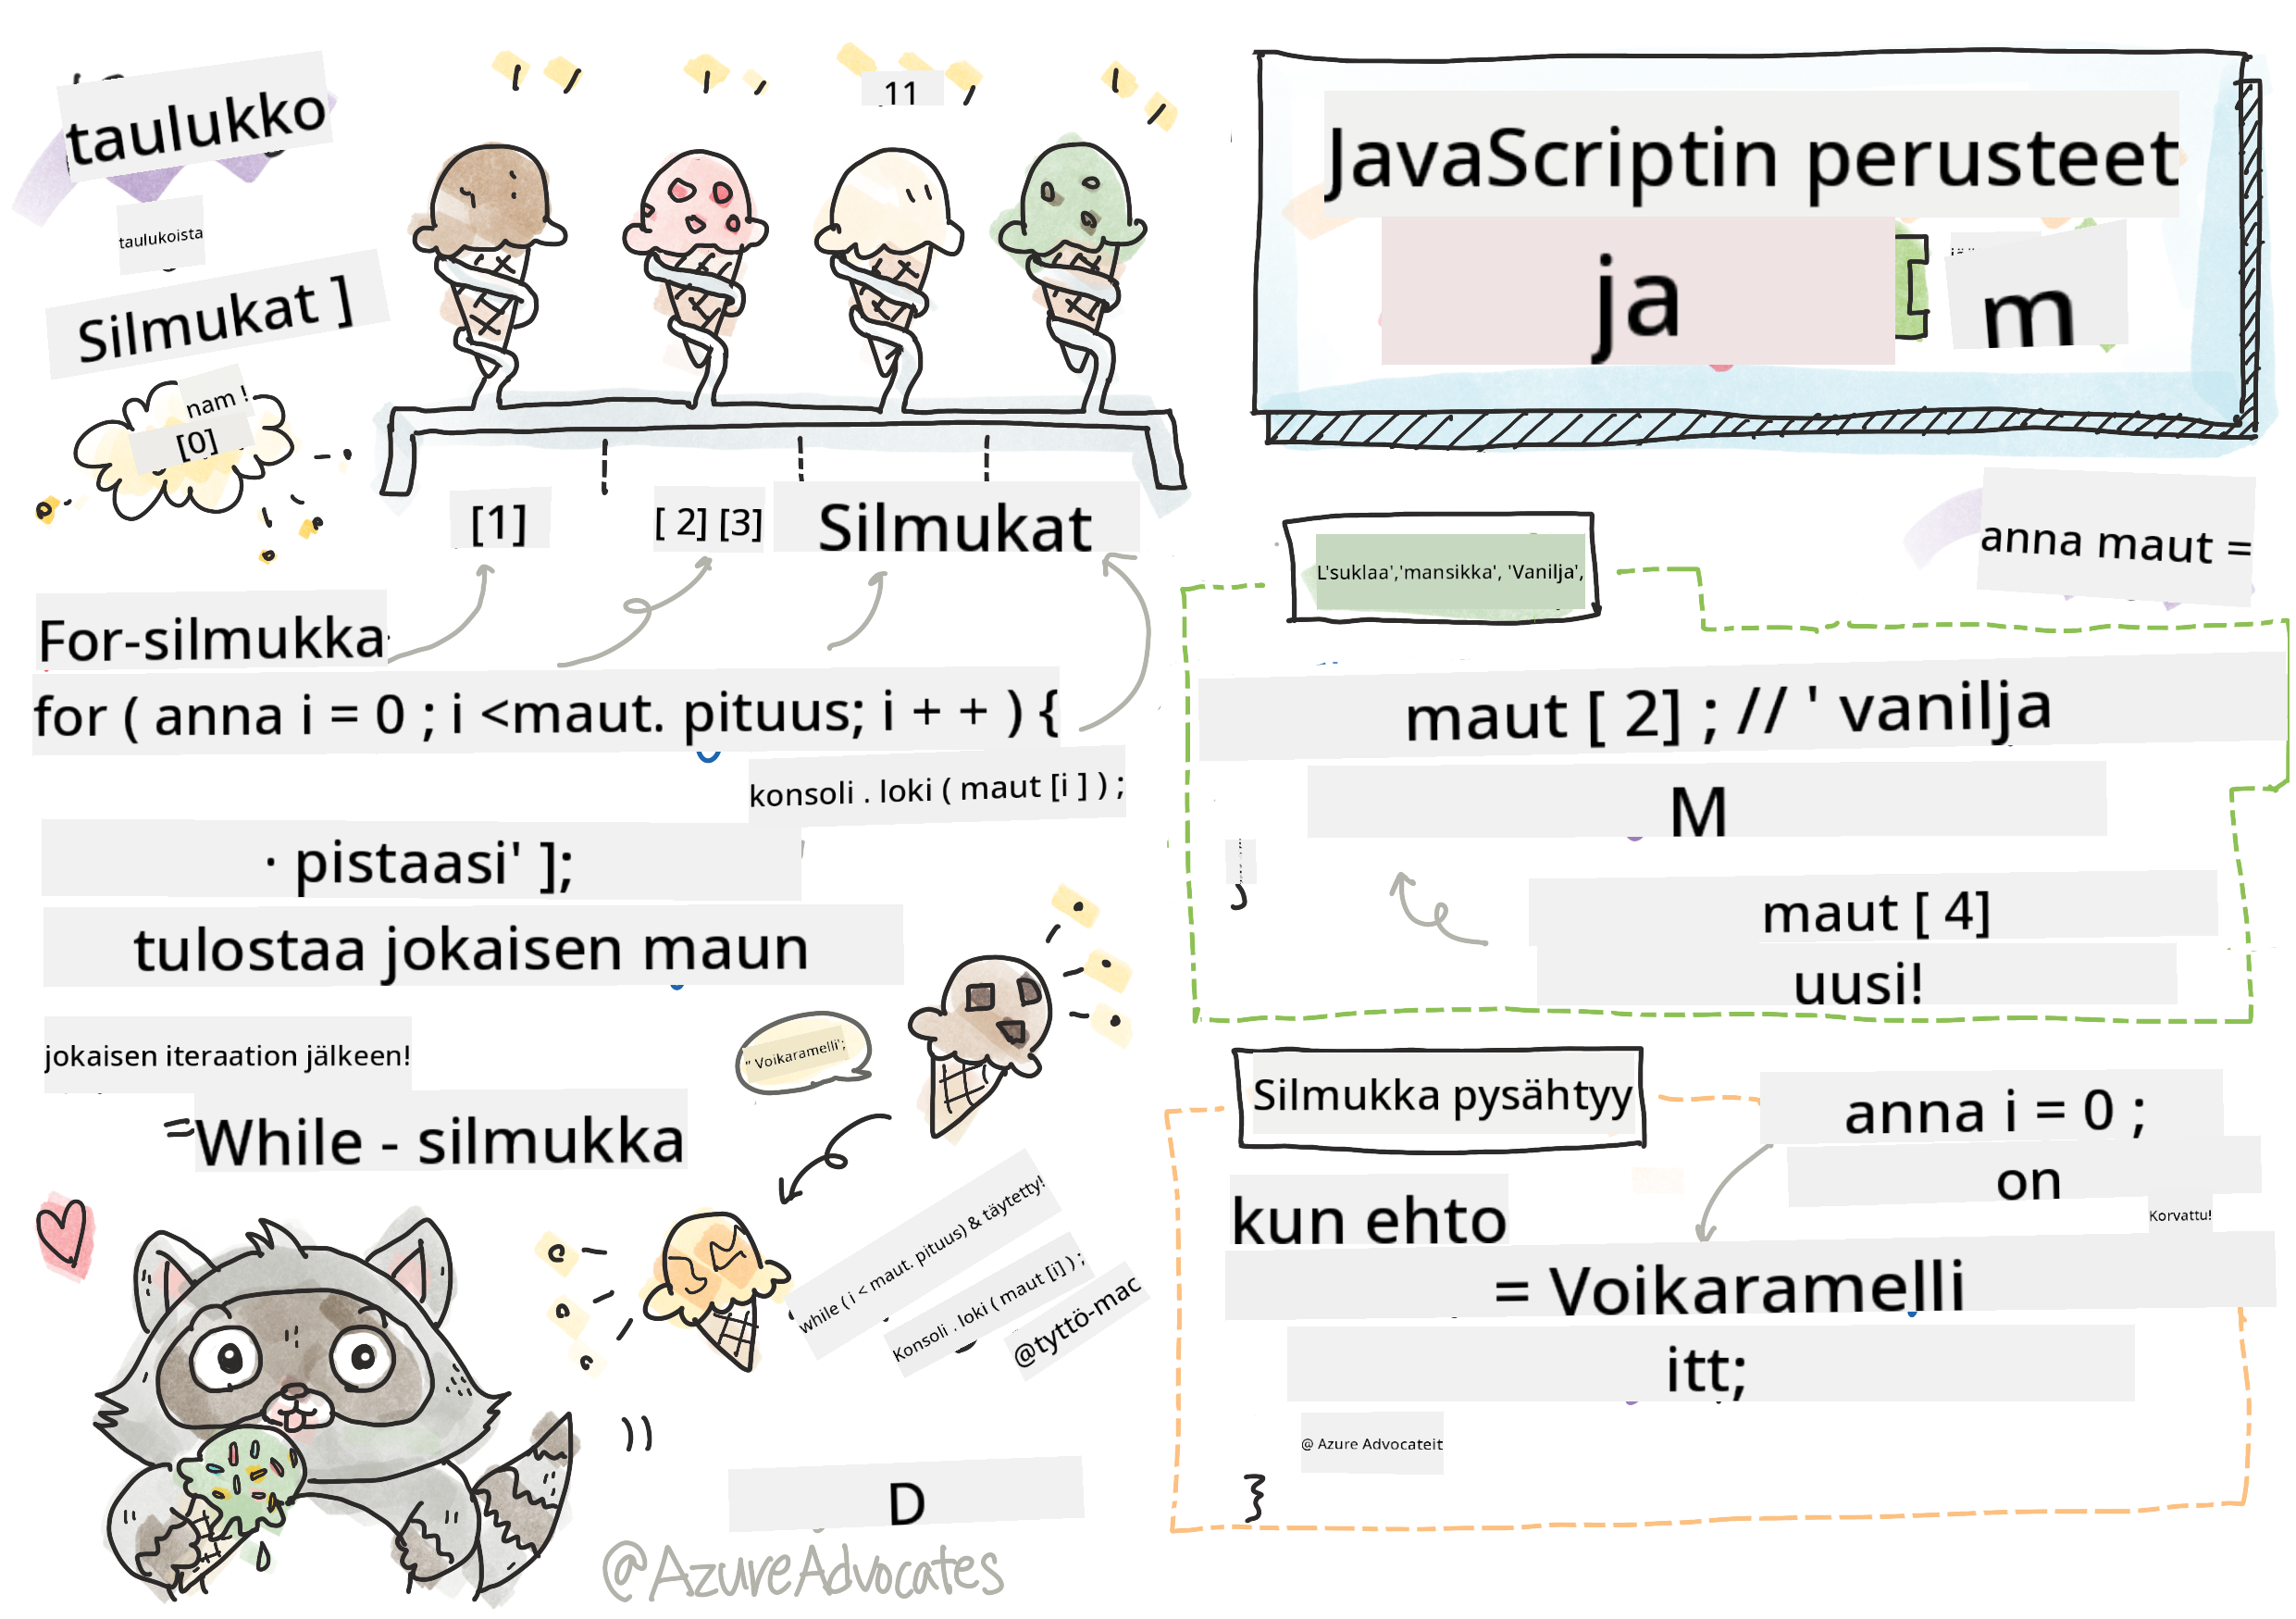 taulukko
taulukoista
Silmukat ]
nam !
[0]
11
JavaScriptin perusteet
ja
m
[1]
[ 2] [3]
Silmukat
For-silmukka
for ( anna i = 0 ; i <maut. pituus; i + + ) {
konsoli . loki ( maut [i ] ) ;
· pistaasi' ];
tulostaa jokaisen maun
jokaisen iteraation jälkeen!
" Voikaramelli';
=While - silmukka
while ( i < maut. pituus) & täytetty!
Konsoli . loki ( maut [i] ) ;
@tyttö-mac
D
@AzureAdvocates
L'suklaa','mansikka', 'Vanilja',
anna maut =
maut [ 2] ; // ' vanilja
M
maut [ 4]
uusi!
Silmukka pysähtyy
anna i = 0 ;
on
Korvattu!
kun ehto
= Voikaramelli
itt;
@ Azure Advocateit
}